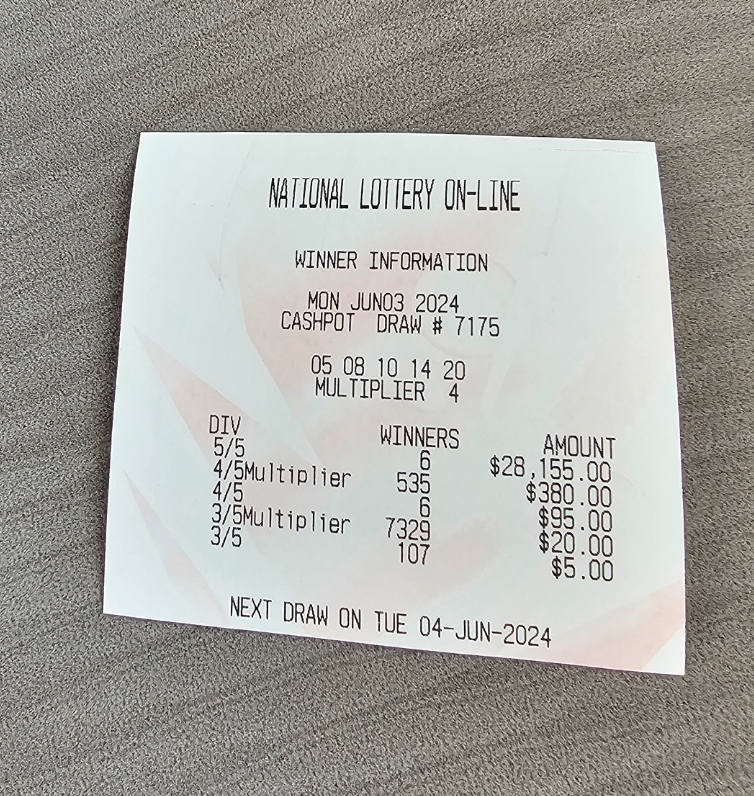 NATIONAL LOTTERY ON-LINE
WINNER INFORMATION
MON JUN03 2024
CASHPOT DRAW # 7175
05 08 10 14 20
MULTIPLIER 4
DIV WINNERS AMOUNT
5/5 6 $28,155.00
4/5Multiplier 535 $380.00
4/5 6 $95.00
3/5Multiplier 7329 $20.00
3/5 107 $5.00
NEXT DRAW ON TUE 04-JUN-2024